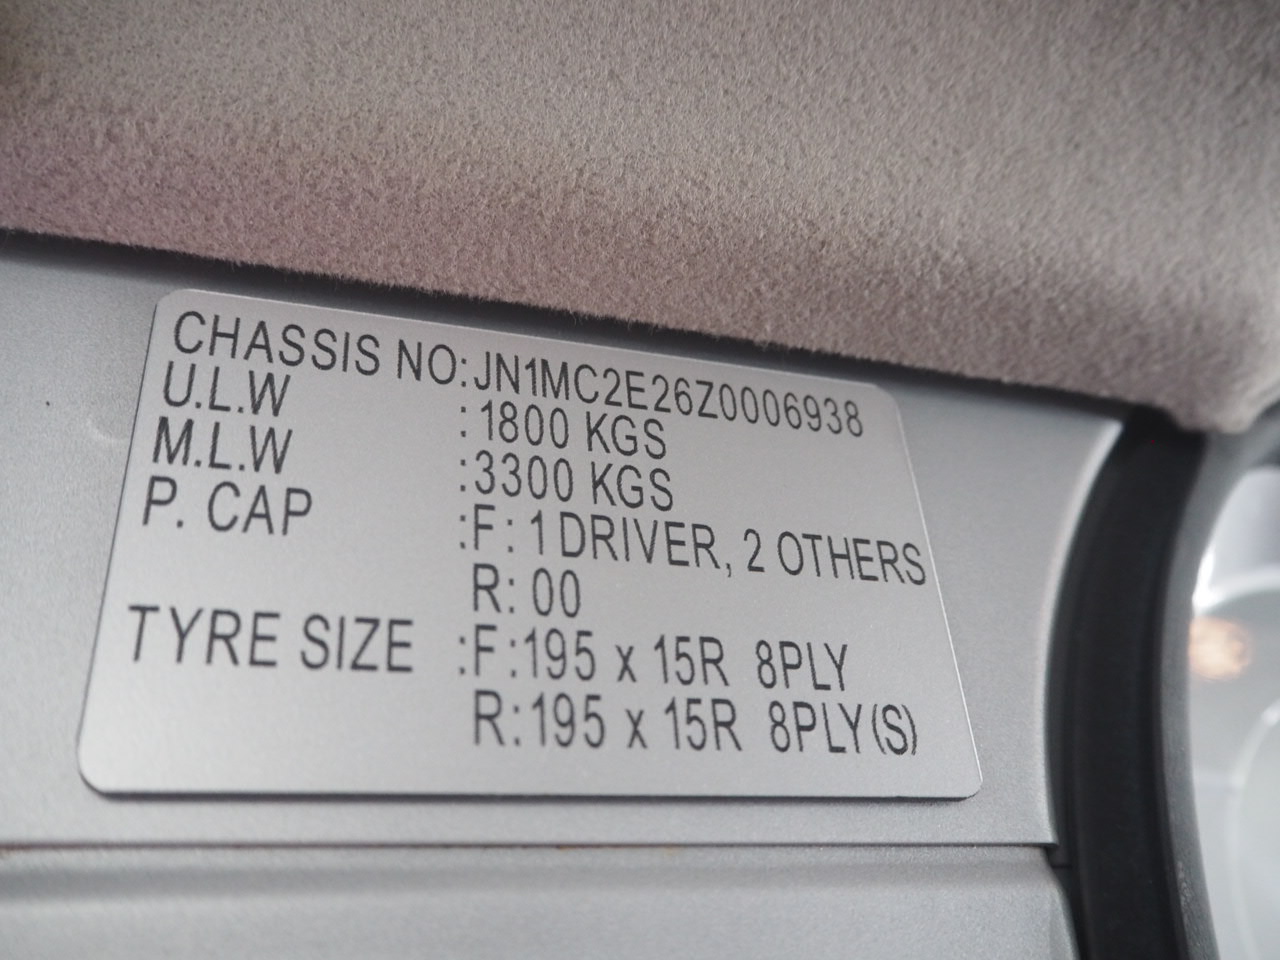 CHASSIS NO: JN1MC2E26Z0006938
U.L.W : 1800 KGS
M.L.W : 3300 KGS
P. CAP : F : 1 DRIVER, 2 OTHERS
R : 00
TYRE SIZE : F : 195 x 15R 8PLY
R : 195 x 15R 8PLY (S)